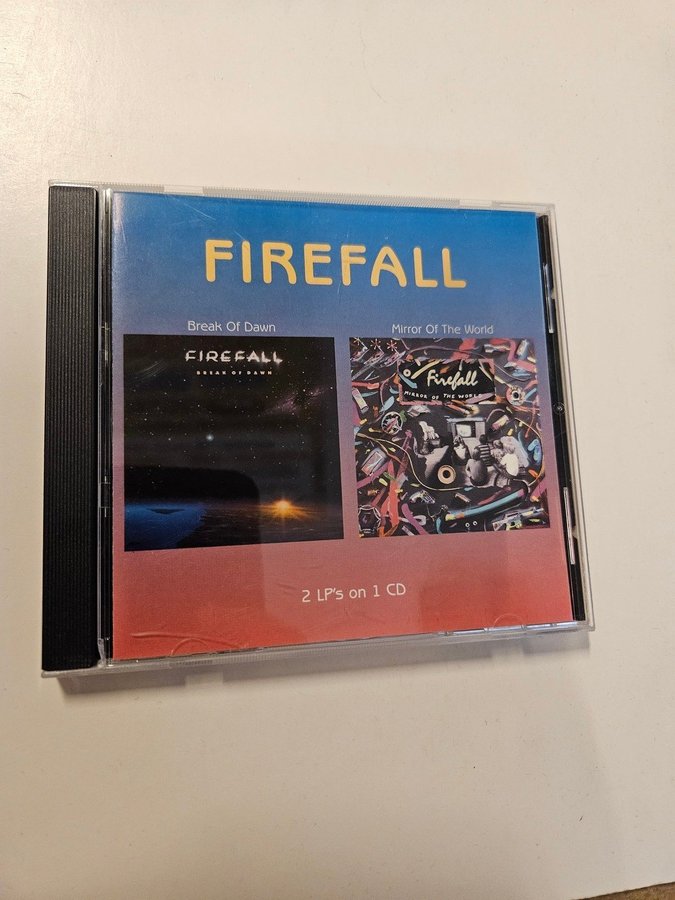 FIREFALL
Break Of Dawn
Mirror Of The World
FIREFALL
BREAK OF DAWN
Firefall
MIRROR OF THE WORLD
2 LP's on 1 CD